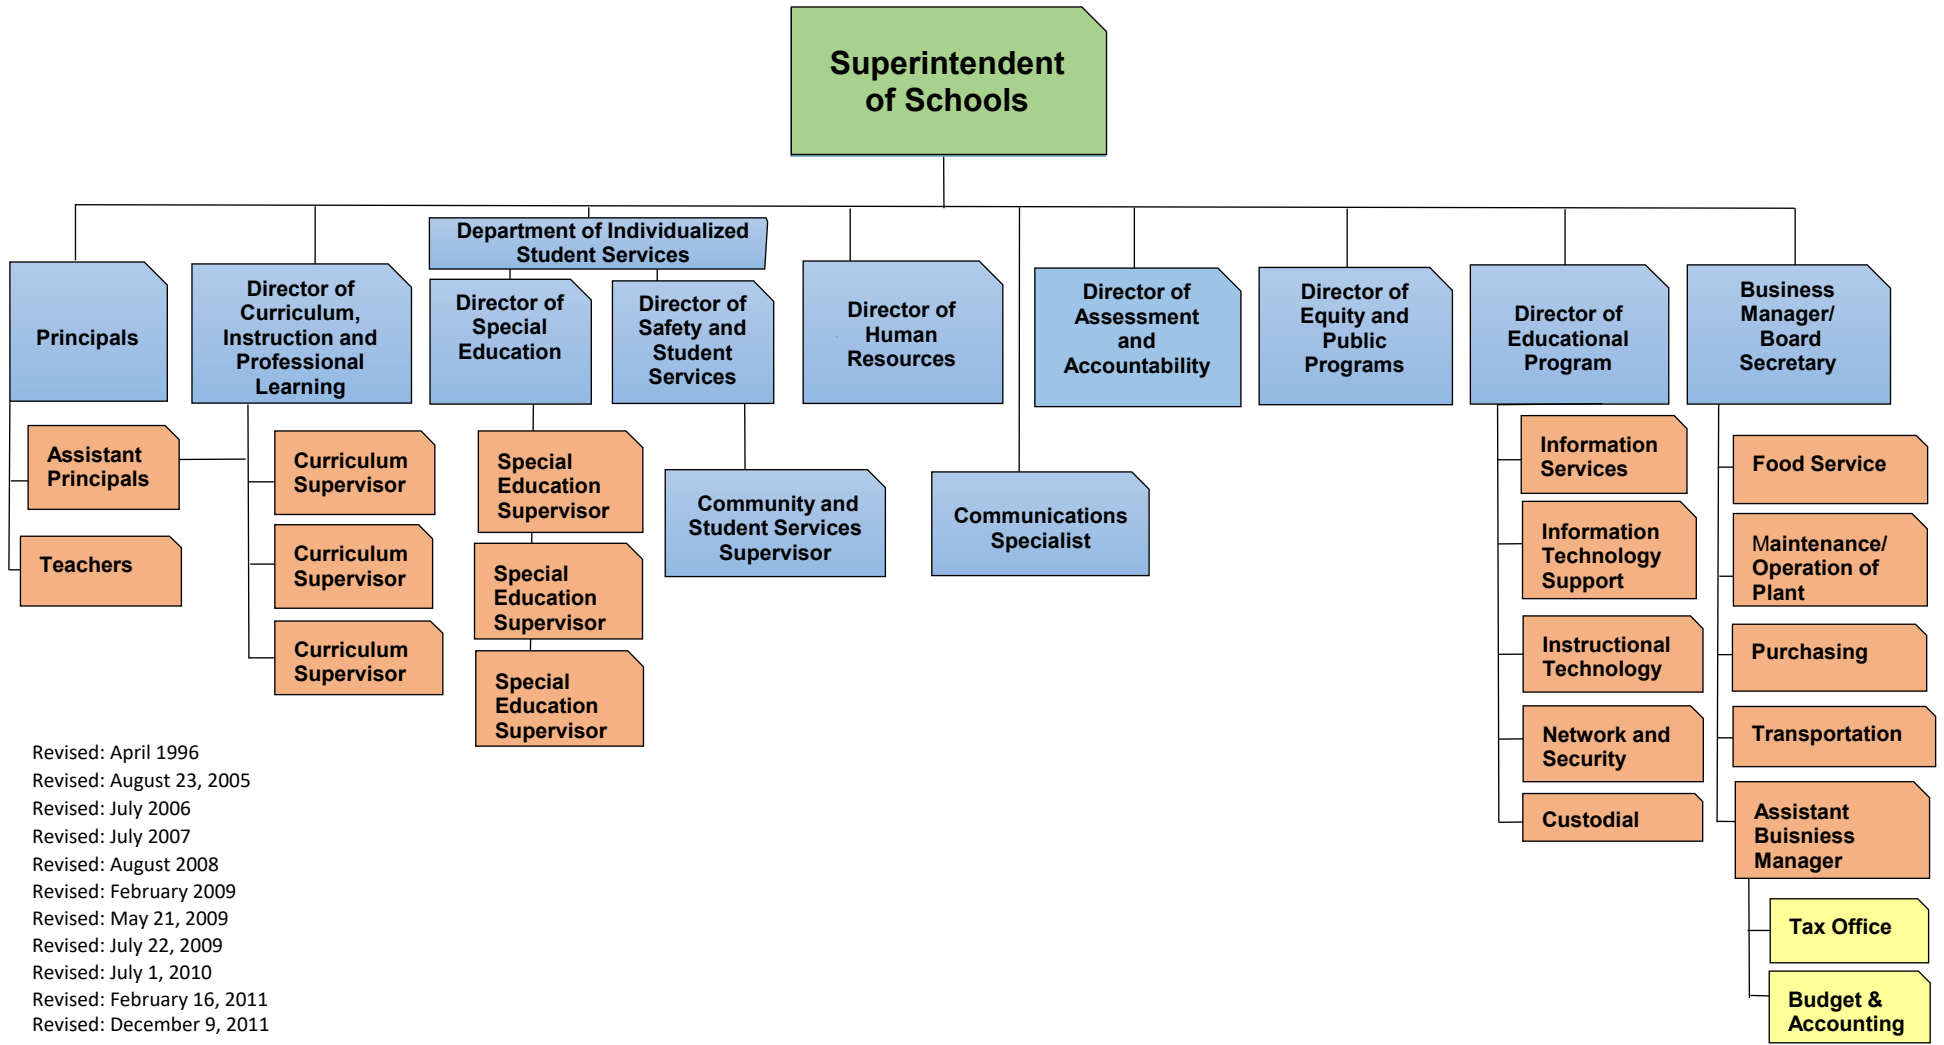 Superintendent
of Schools
Department of Individualized
Student Services
Principals
Director of
Curriculum,
Instruction and
Professional
Learning
Director of
Special
Education
Director of
Safety and
Student
Services
Director of
Human
Resources
Director of
Assessment
and
Accountability
Director of
Equity and
Public
Programs
Director of
Educational
Program
Business
Manager/
Board
Secretary
Assistant
Principals
Teachers
Curriculum
Supervisor
Curriculum
Supervisor
Curriculum
Supervisor
Special
Education
Supervisor
Special
Education
Supervisor
Special
Education
Supervisor
Community and
Student Services
Supervisor
Communications
Specialist
Information
Services
Information
Technology
Support
Instructional
Technology
Network and
Security
Custodial
Food Service
Maintenance/
Operation of
Plant
Purchasing
Transportation
Assistant
Buisniess
Manager
Tax Office
Budget &
Accounting
Revised: April 1996
Revised: August 23, 2005
Revised: July 2006
Revised: July 2007
Revised: August 2008
Revised: February 2009
Revised: May 21, 2009
Revised: July 22, 2009
Revised: July 1, 2010
Revised: February 16, 2011
Revised: December 9, 2011